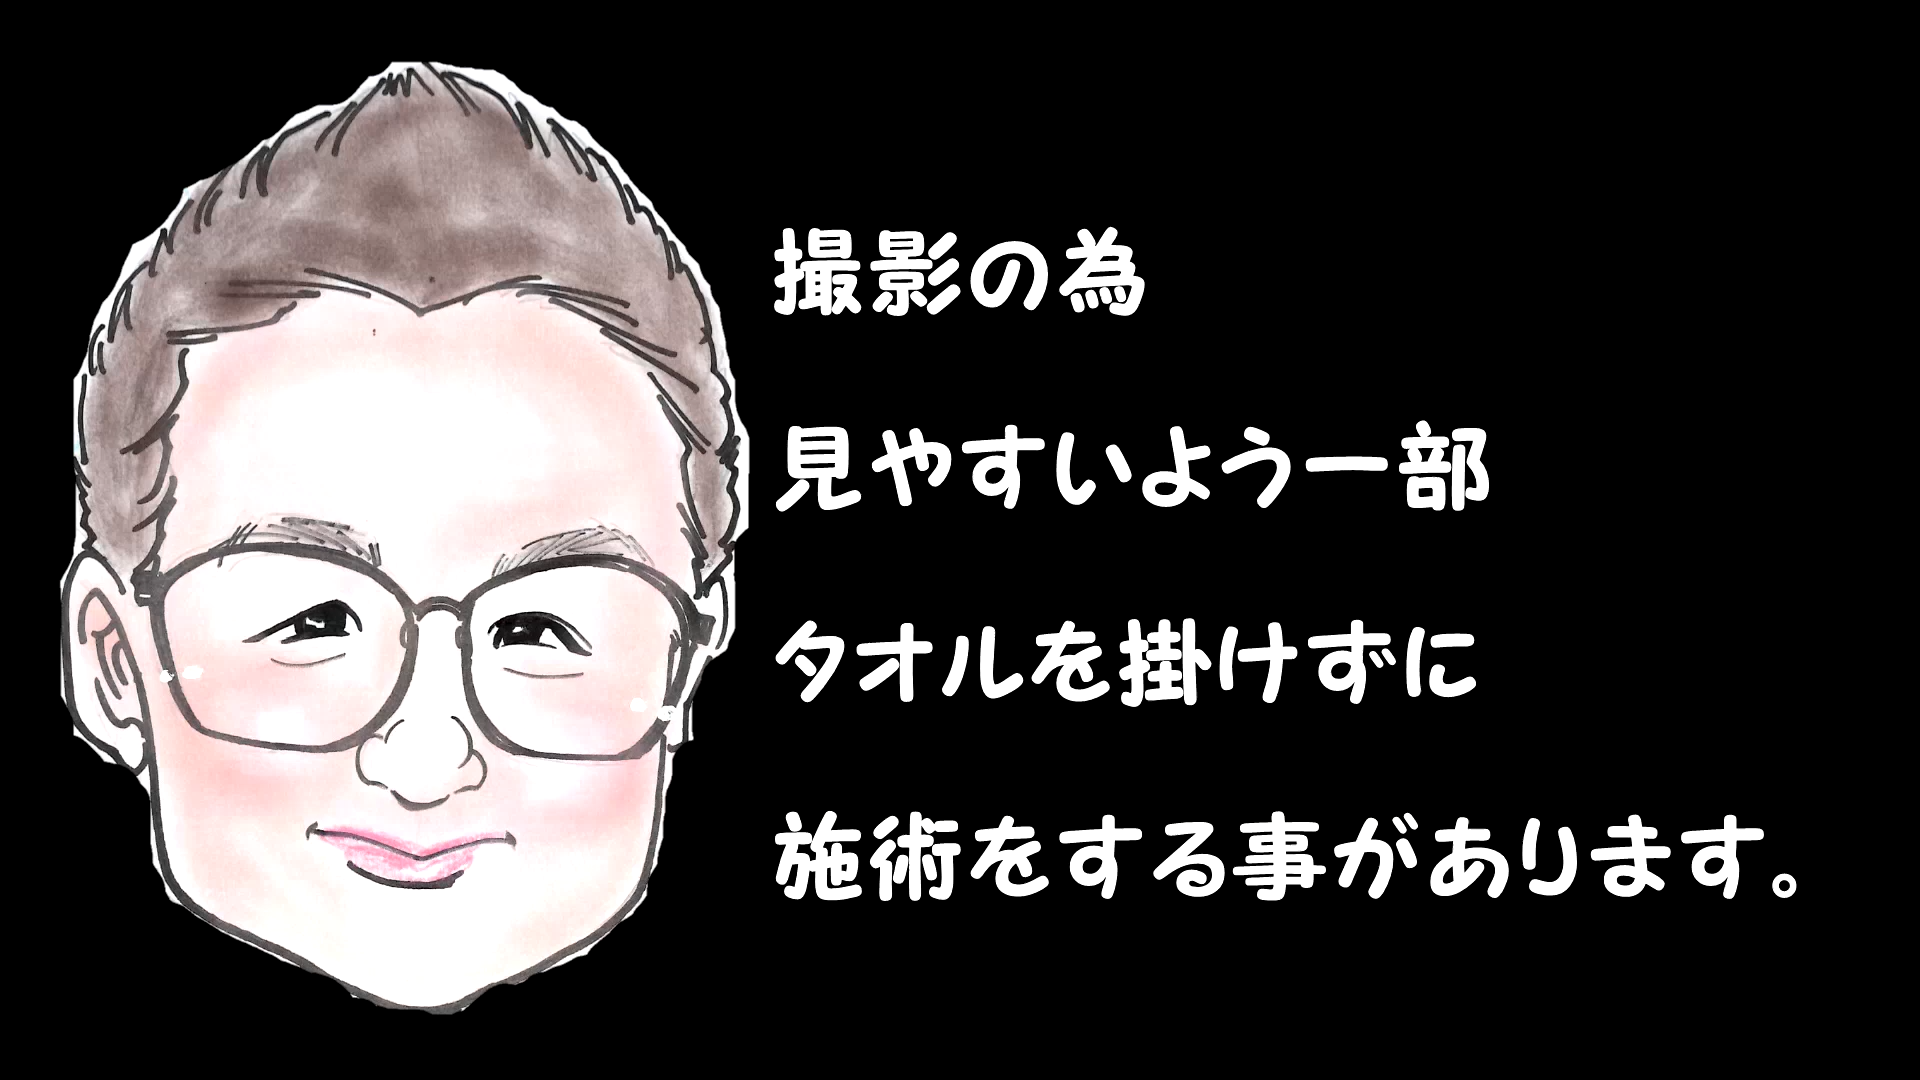 撮影の為
見やすいよう一部
タオルを掛けずに
施術をする事があります。